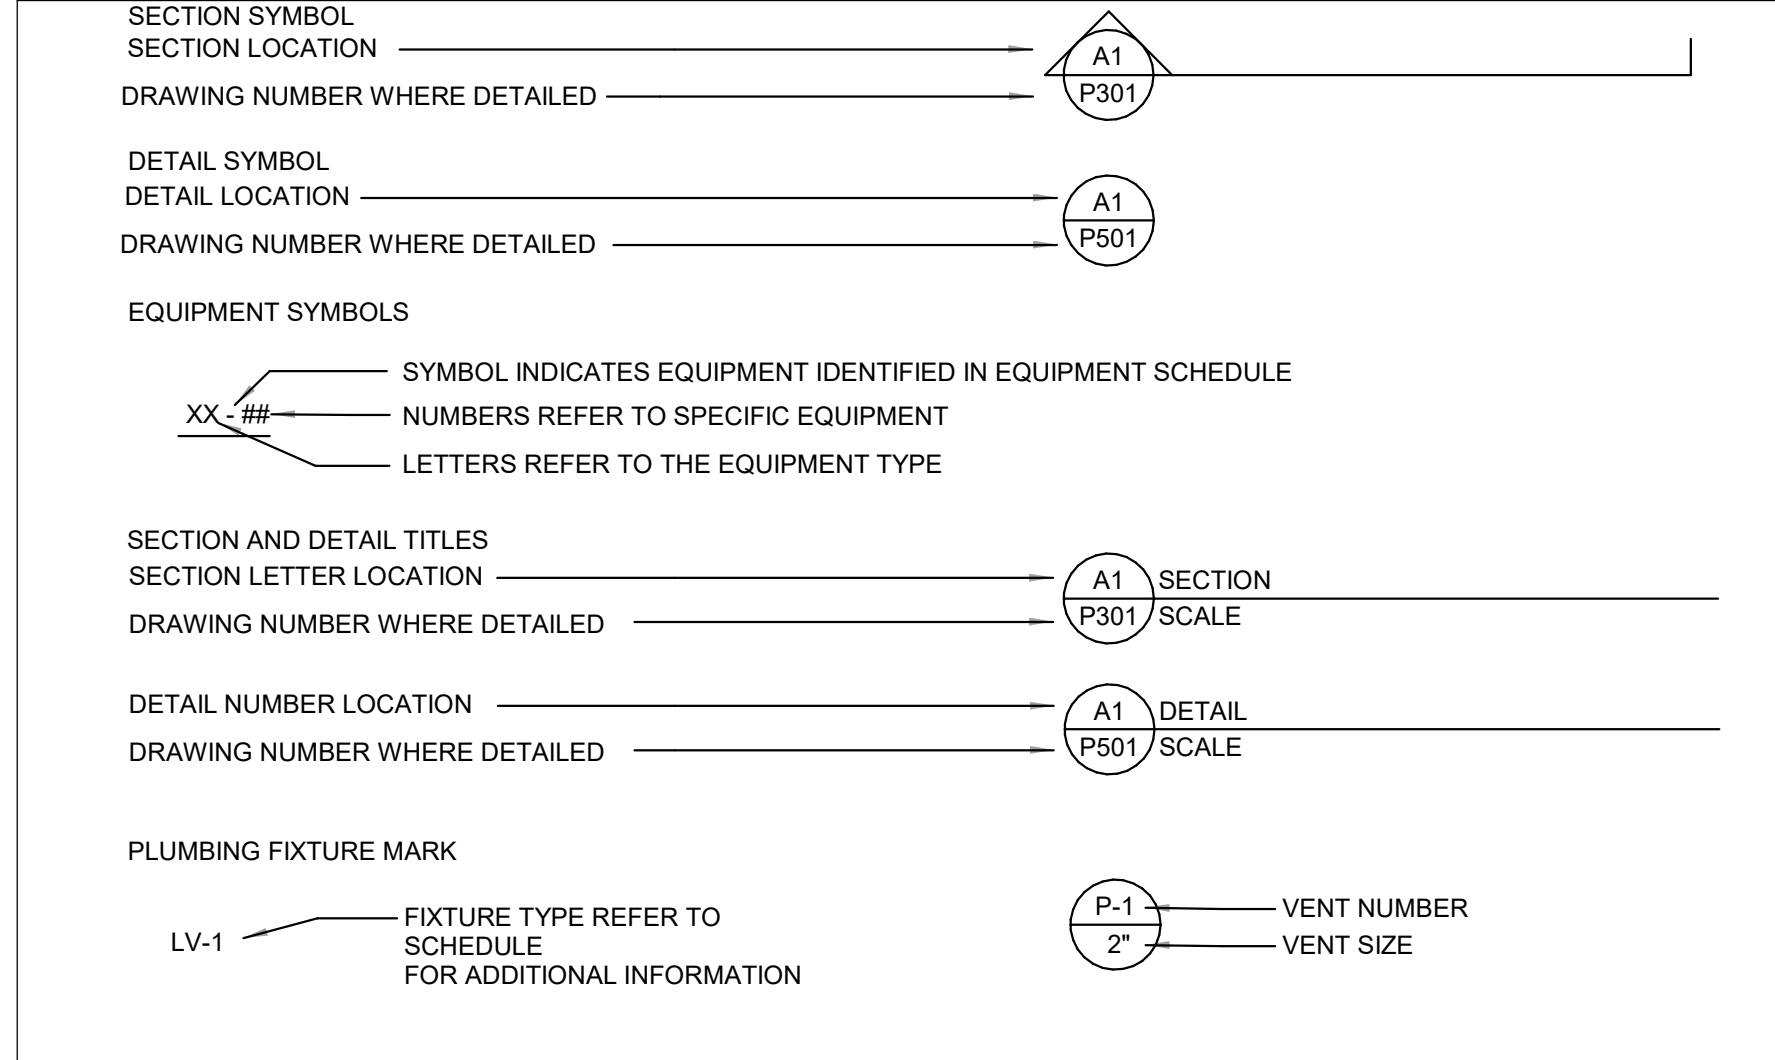 SECTION SYMBOL
SECTION LOCATION
A1
DRAWING NUMBER WHERE DETAILED
P301
DETAIL SYMBOL
DETAIL LOCATION
A1
DRAWING NUMBER WHERE DETAILED
P501
EQUIPMENT SYMBOLS
SYMBOL INDICATES EQUIPMENT IDENTIFIED IN EQUIPMENT SCHEDULE
XX - ##
NUMBERS REFER TO SPECIFIC EQUIPMENT
LETTERS REFER TO THE EQUIPMENT TYPE
SECTION AND DETAIL TITLES
SECTION LETTER LOCATION
A1 SECTION
DRAWING NUMBER WHERE DETAILED
P301 SCALE
DETAIL NUMBER LOCATION
A1 DETAIL
DRAWING NUMBER WHERE DETAILED
P501 SCALE
PLUMBING FIXTURE MARK
LV-1
FIXTURE TYPE REFER TO
SCHEDULE
FOR ADDITIONAL INFORMATION
P-1 VENT NUMBER
2" VENT SIZE